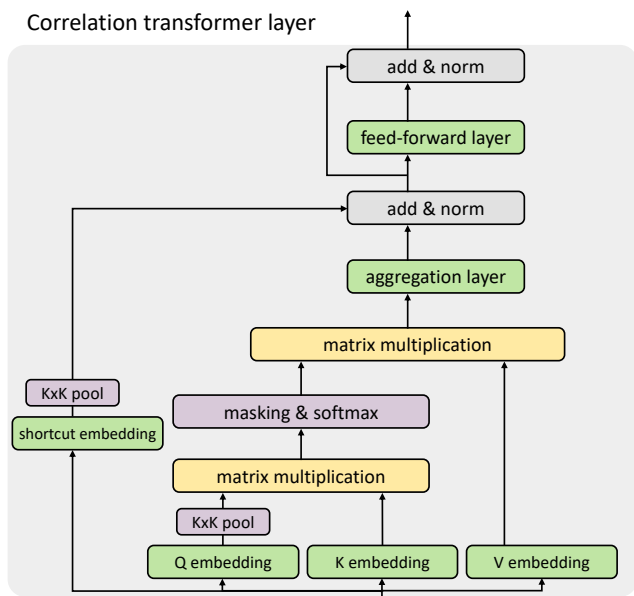 Correlation transformer layer
add & norm
feed-forward layer
add & norm
aggregation layer
matrix multiplication
KxK pool
masking & softmax
shortcut embedding
matrix multiplication
KxK pool
Q embedding
K embedding
V embedding